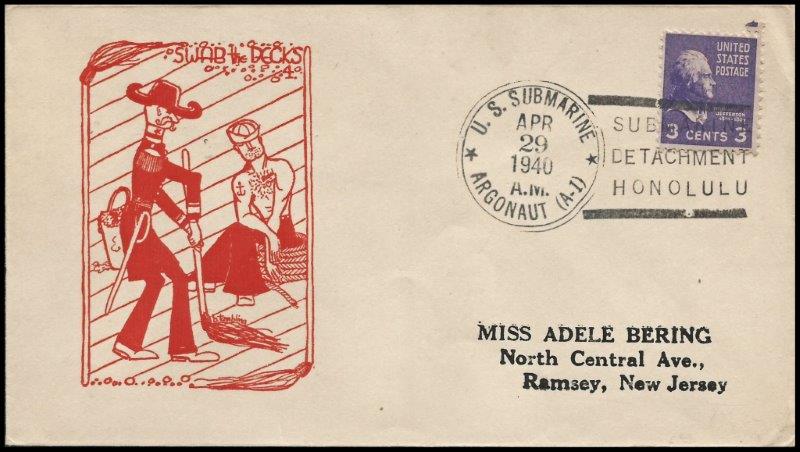 SWAB the DECKS
4
UNITED
STATES
POSTAGE
JEFFERSON
3 CENTS 3
U. S. SUBMARINE
APR
29
1940
A.M.
ARGONAUT (A-1)
SUB
DETACHMENT
HONOLULU
MISS ADELE BERING
North Central Ave.,
Ramsey, New Jersey